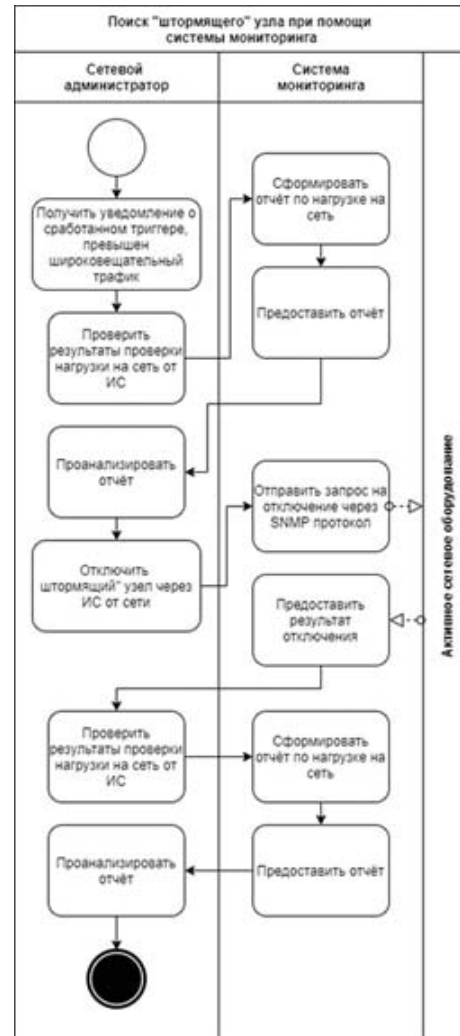 Поиск "штормящего" узла при помощи
системы мониторинга
Сетевой
администратор
Система
мониторинга
Получить уведомление о
сработанном триггере,
превышен
широковещательный
трафик
Проверить
результаты проверки
нагрузки на сеть от
ИС
Сформировать
отчёт по нагрузке на
сеть
Предоставить отчёт
Проанализировать
отчёт
Отключить
штормящий" узел через
ИС от сети
Отправить запрос на
отключение через
SNMP протокол
Активное сетевое оборудование
Предоставить
результат
отключения
Проверить
результаты проверки
нагрузки на сеть от
ИС
Сформировать
отчёт по нагрузке на
сеть
Предоставить отчёт
Проанализировать
отчёт